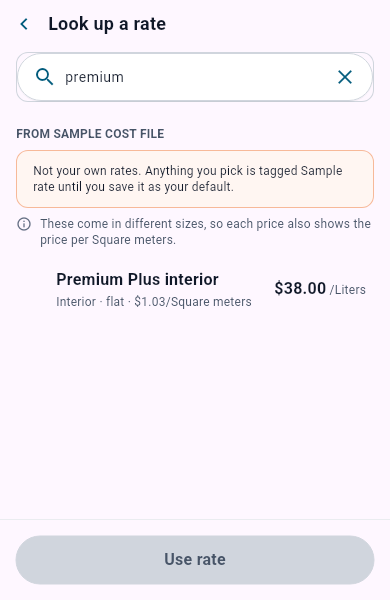 Look up a rate
premium
FROM SAMPLE COST FILE
Not your own rates. Anything you pick is tagged Sample
rate until you save it as your default.
These come in different sizes, so each price also shows the
price per Square meters.
Premium Plus interior
$38.00 /Liters
Interior · flat · $1.03/Square meters
Use rate